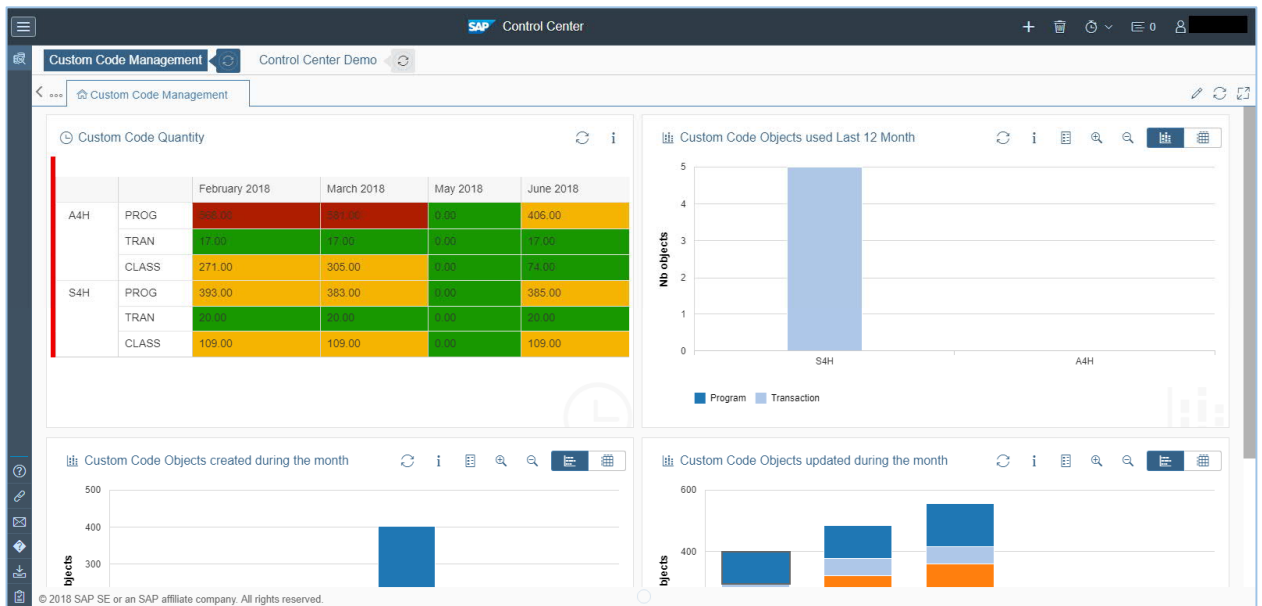 SAP Control Center
0
Custom Code Management
Control Center Demo
Custom Code Management
Custom Code Quantity
February 2018 March 2018 May 2018 June 2018
A4H PROG 0.00 406.00
TRAN 17.00 17.00 0.00 17.00
CLASS 271.00 305.00 0.00 74.00
S4H PROG 393.00 383.00 0.00 385.00
TRAN 20.00 20.00 0.00 20.00
CLASS 109.00 109.00 0.00 109.00
Custom Code Objects used Last 12 Month
5
4
3
2
1
0
Nb objects
S4H A4H
Program Transaction
Custom Code Objects created during the month
500
400
300
bjects
Custom Code Objects updated during the month
600
400
bjects
© 2018 SAP SE or an SAP affiliate company. All rights reserved.